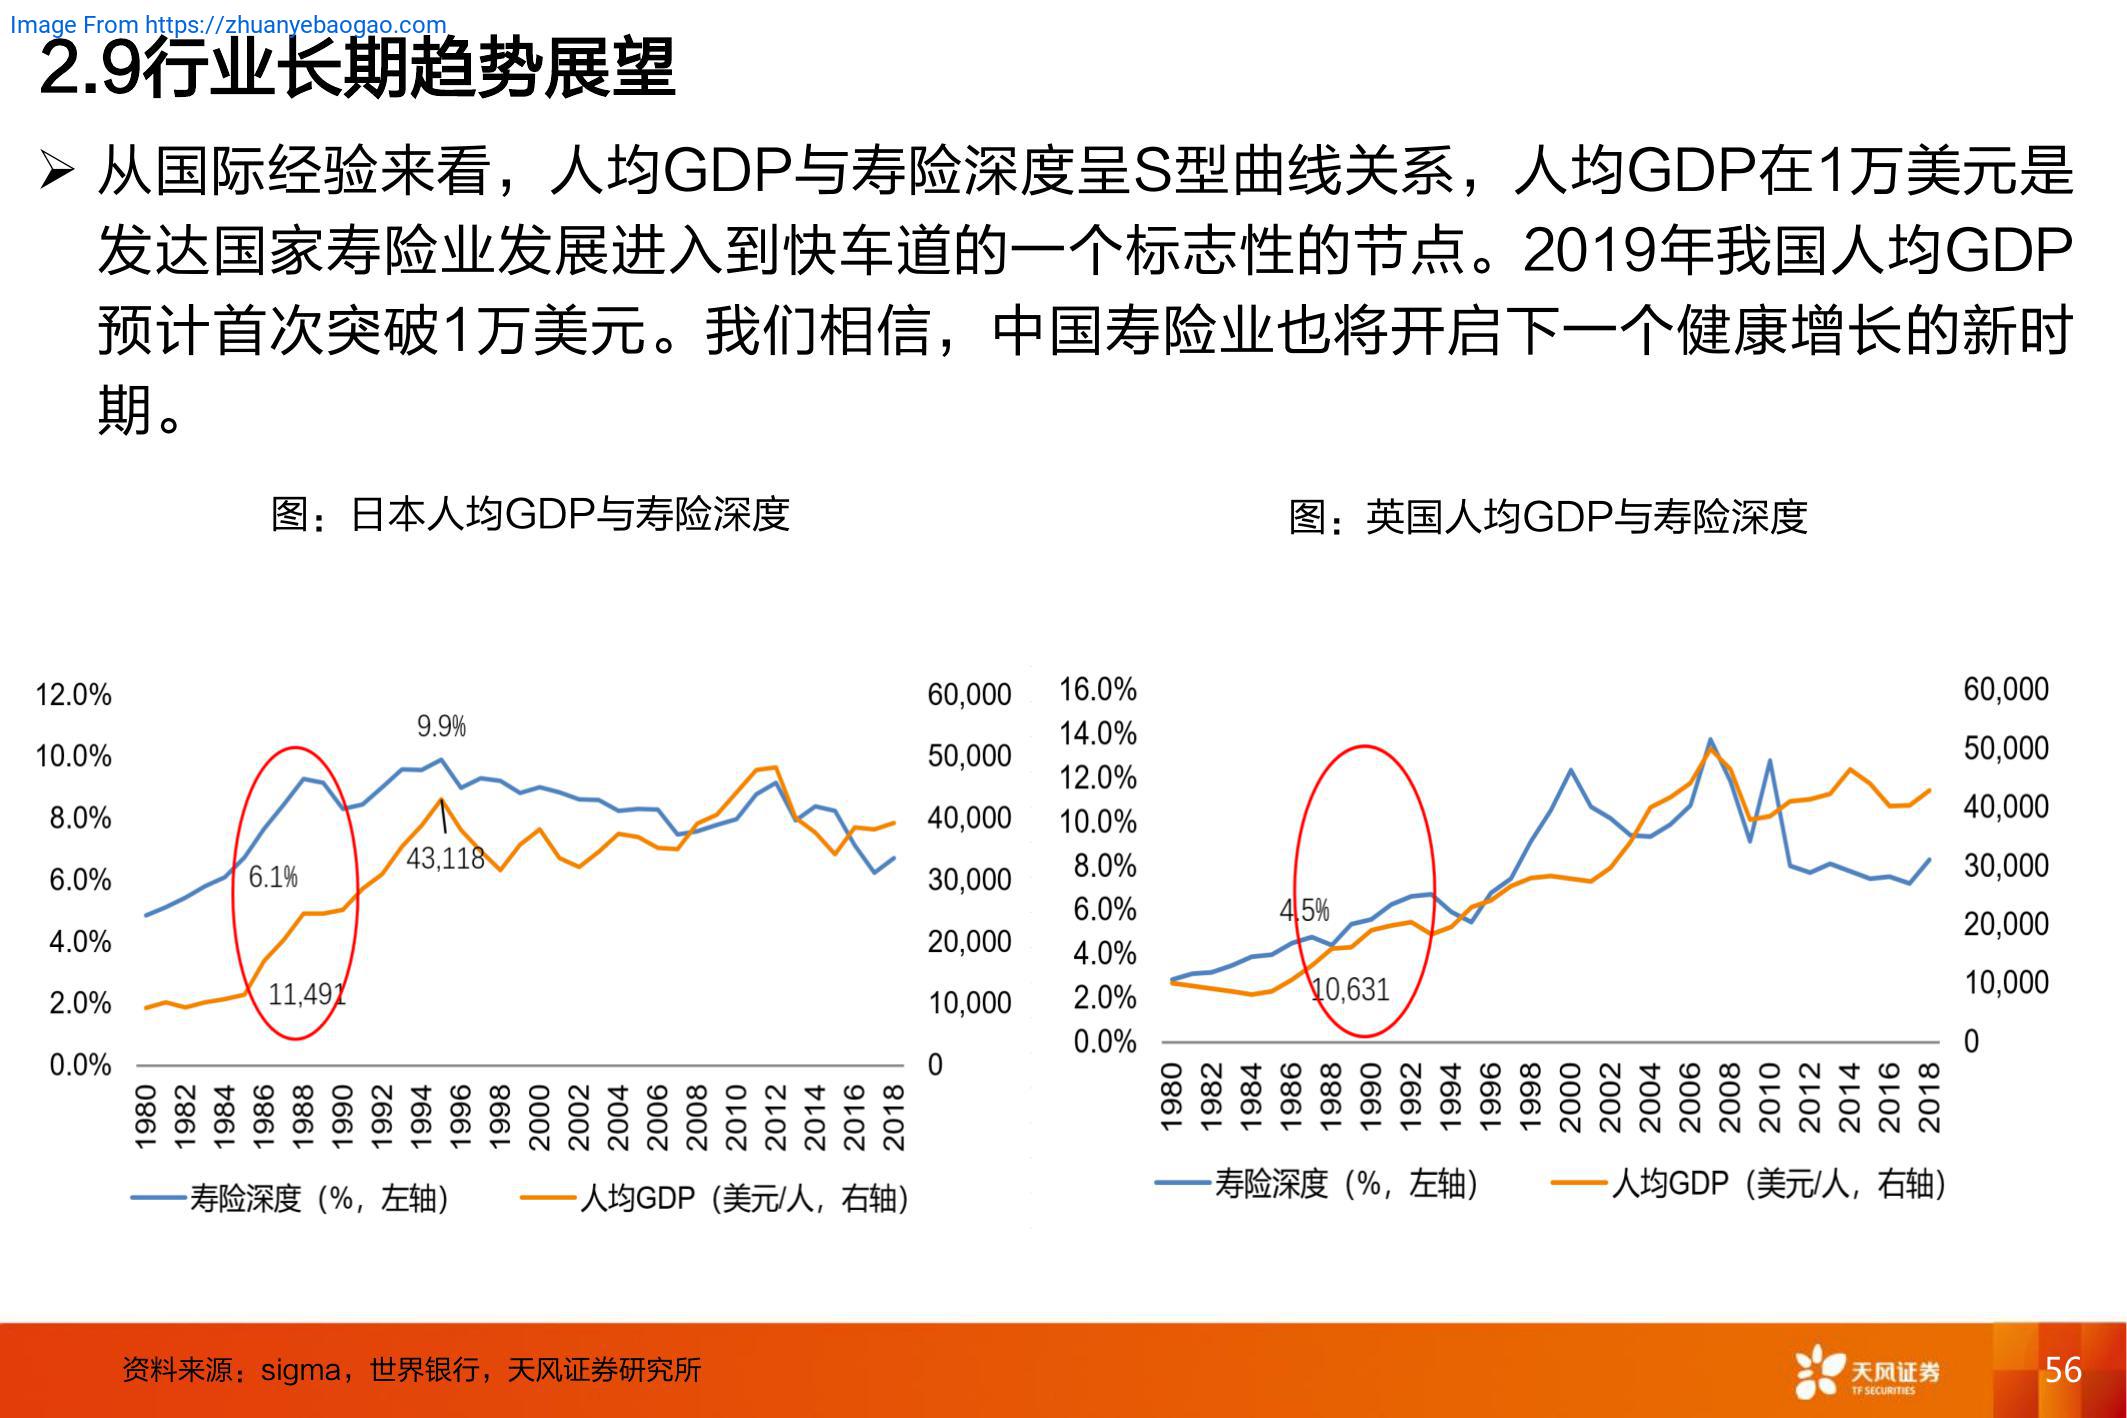 Image From https://zhuanyebaogao.com
2.9行业长期趋势展望
➢ 从国际经验来看，人均GDP与寿险深度呈S型曲线关系，人均GDP在1万美元是
发达国家寿险业发展进入到快车道的一个标志性的节点。2019年我国人均GDP
预计首次突破1万美元。我们相信，中国寿险业也将开启下一个健康增长的新时
期。
图：日本人均GDP与寿险深度
12.0%
10.0%
8.0%
6.0%
4.0%
2.0%
0.0%
9.9%
6.1%
43,118
11,491
60,000
50,000
40,000
30,000
20,000
10,000
0
1980 1982 1984 1986 1988 1990 1992 1994 1996 1998 2000 2002 2004 2006 2008 2010 2012 2014 2016 2018
寿险深度（%，左轴） 人均GDP（美元/人，右轴）
图：英国人均GDP与寿险深度
16.0%
14.0%
12.0%
10.0%
8.0%
6.0%
4.0%
2.0%
0.0%
4.5%
10,631
60,000
50,000
40,000
30,000
20,000
10,000
0
1980 1982 1984 1986 1988 1990 1992 1994 1996 1998 2000 2002 2004 2006 2008 2010 2012 2014 2016 2018
寿险深度（%，左轴） 人均GDP（美元/人，右轴）
资料来源：sigma，世界银行，天风证券研究所
天风证券
TF SECURITIES
56